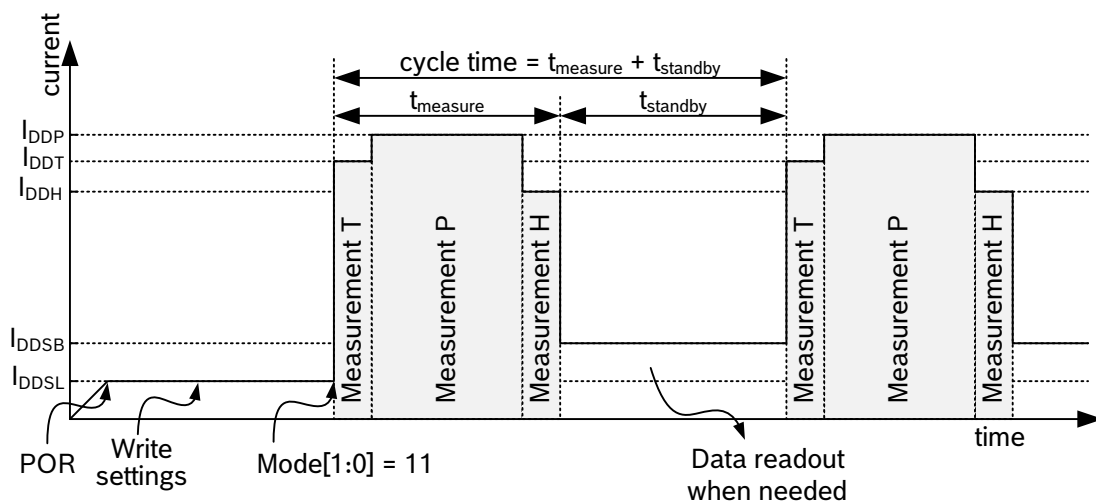 current
cycle time = tmeasure + tstandby
tmeasure
tstandby
IDDP
IDDT
IDDH
IDDSB
IDDSL
Measurement T
Measurement P
Measurement H
Measurement T
Measurement P
Measurement H
time
POR
Write
settings
Mode[1:0] = 11
Data readout
when needed